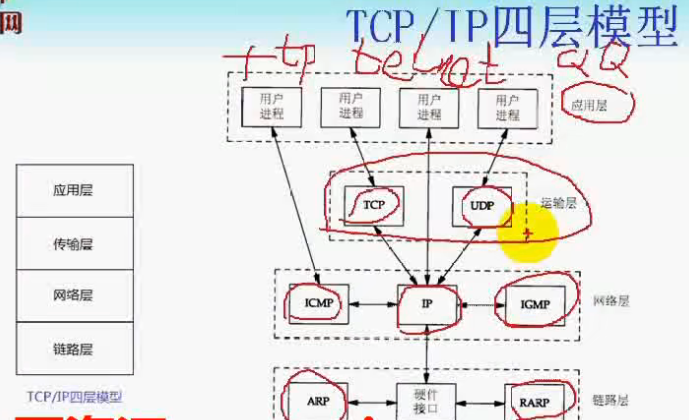 网
TCP/IP四层模型
ftp telnet QQ
用户进程 用户进程 用户进程 用户进程
应用层
TCP UDP 运输层
ICMP IP IGMP 网络层
ARP 硬件接口 RARP 链路层
应用层
传输层
网络层
链路层
TCP/IP四层模型